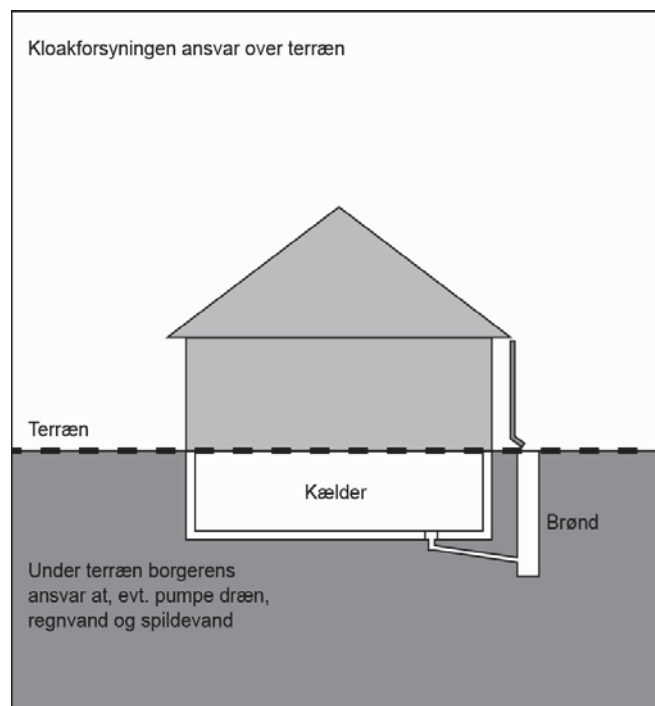 Kloakforsyningen ansvar over terræn
Terræn
Kælder
Brønd
Under terræn borgerens
ansvar at, evt. pumpe dræn,
regnvand og spildevand